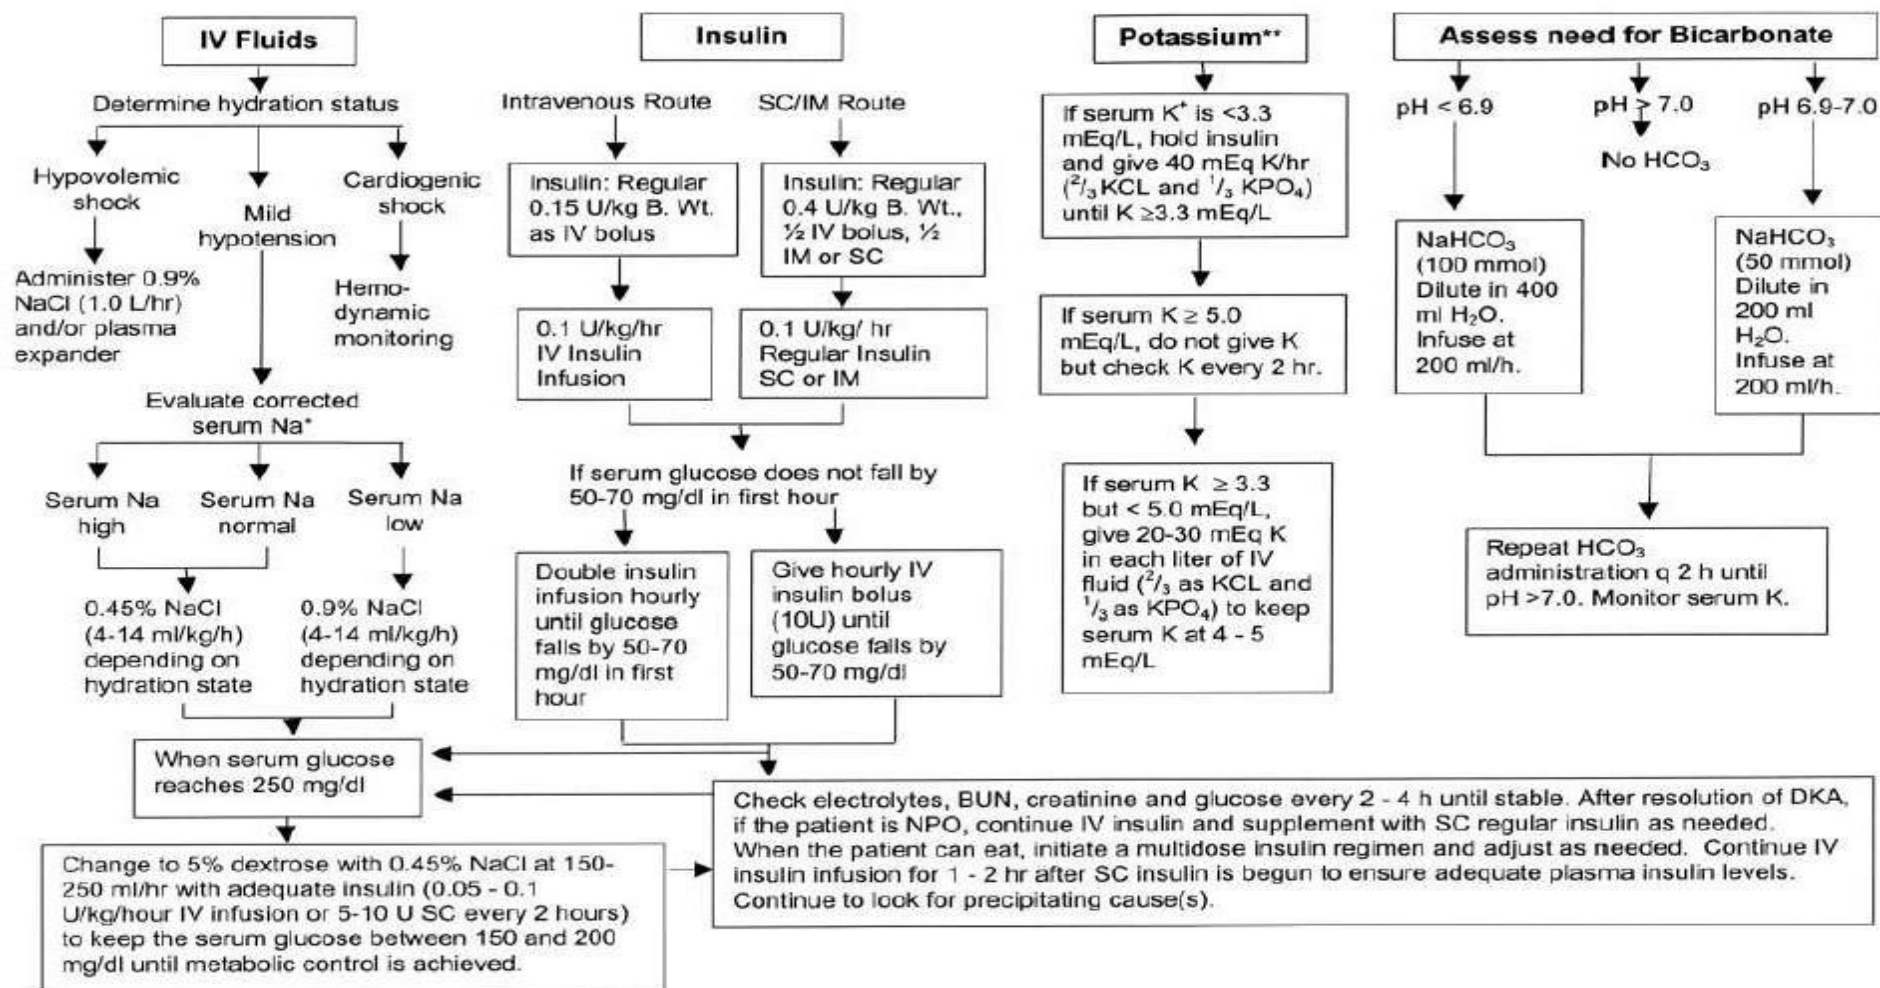 IV Fluids
Determine hydration status
Hypovolemic
shock
Administer 0.9%
NaCl (1.0 L/hr)
and/or plasma
expander
Mild
hypotension
Cardiogenic
shock
Hemo-
dynamic
monitoring
Evaluate corrected
serum Na*
Serum Na
high
Serum Na
normal
Serum Na
low
0.45% NaCl
(4-14 ml/kg/h)
depending on
hydration state
0.9% NaCl
(4-14 ml/kg/h)
depending on
hydration state
When serum glucose
reaches 250 mg/dl
Change to 5% dextrose with 0.45% NaCl at 150-
250 ml/hr with adequate insulin (0.05 - 0.1
U/kg/hour IV infusion or 5-10 U SC every 2 hours)
to keep the serum glucose between 150 and 200
mg/dl until metabolic control is achieved.
Insulin
Intravenous Route
Insulin: Regular
0.15 U/kg B. Wt.
as IV bolus
0.1 U/kg/hr
IV Insulin
Infusion
SC/IM Route
Insulin: Regular
0.4 U/kg B. Wt.,
½ IV bolus, ½
IM or SC
0.1 U/kg/ hr
Regular Insulin
SC or IM
If serum glucose does not fall by
50-70 mg/dl in first hour
Double insulin
infusion hourly
until glucose
falls by 50-70
mg/dl in first
hour
Give hourly IV
insulin bolus
(10U) until
glucose falls by
50-70 mg/dl
Check electrolytes, BUN, creatinine and glucose every 2 - 4 h until stable. After resolution of DKA,
if the patient is NPO, continue IV insulin and supplement with SC regular insulin as needed.
When the patient can eat, initiate a multidose insulin regimen and adjust as needed. Continue IV
insulin infusion for 1 - 2 hr after SC insulin is begun to ensure adequate plasma insulin levels.
Continue to look for precipitating cause(s).
Potassium**
If serum K⁺ is <3.3
mEq/L, hold insulin
and give 40 mEq K/hr
(²/₃ KCL and ¹/₃ KPO₄)
until K ≥3.3 mEq/L
If serum K ≥ 5.0
mEq/L, do not give K
but check K every 2 hr.
If serum K ≥ 3.3
but < 5.0 mEq/L,
give 20-30 mEq K
in each liter of IV
fluid (²/₃ as KCL and
¹/₃ as KPO₄) to keep
serum K at 4 - 5
mEq/L
Assess need for Bicarbonate
pH < 6.9
NaHCO₃
(100 mmol)
Dilute in 400
ml H₂O.
Infuse at
200 ml/h.
pH > 7.0
No HCO₃
pH 6.9-7.0
NaHCO₃
(50 mmol)
Dilute in
200 ml
H₂O.
Infuse at
200 ml/h.
Repeat HCO₃
administration q 2 h until
pH >7.0. Monitor serum K.